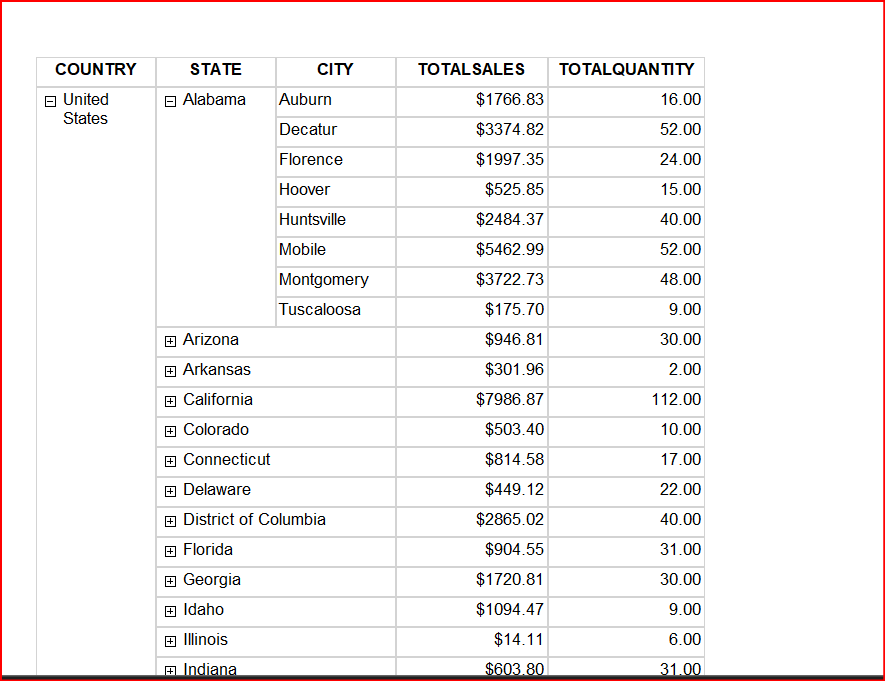 COUNTRY STATE CITY TOTALSALES TOTALQUANTITY
United States Alabama Auburn $1766.83 16.00
Decatur $3374.82 52.00
Florence $1997.35 24.00
Hoover $525.85 15.00
Huntsville $2484.37 40.00
Mobile $5462.99 52.00
Montgomery $3722.73 48.00
Tuscaloosa $175.70 9.00
Arizona $946.81 30.00
Arkansas $301.96 2.00
California $7986.87 112.00
Colorado $503.40 10.00
Connecticut $814.58 17.00
Delaware $449.12 22.00
District of Columbia $2865.02 40.00
Florida $904.55 31.00
Georgia $1720.81 30.00
Idaho $1094.47 9.00
Illinois $14.11 6.00
Indiana $603.80 31.00